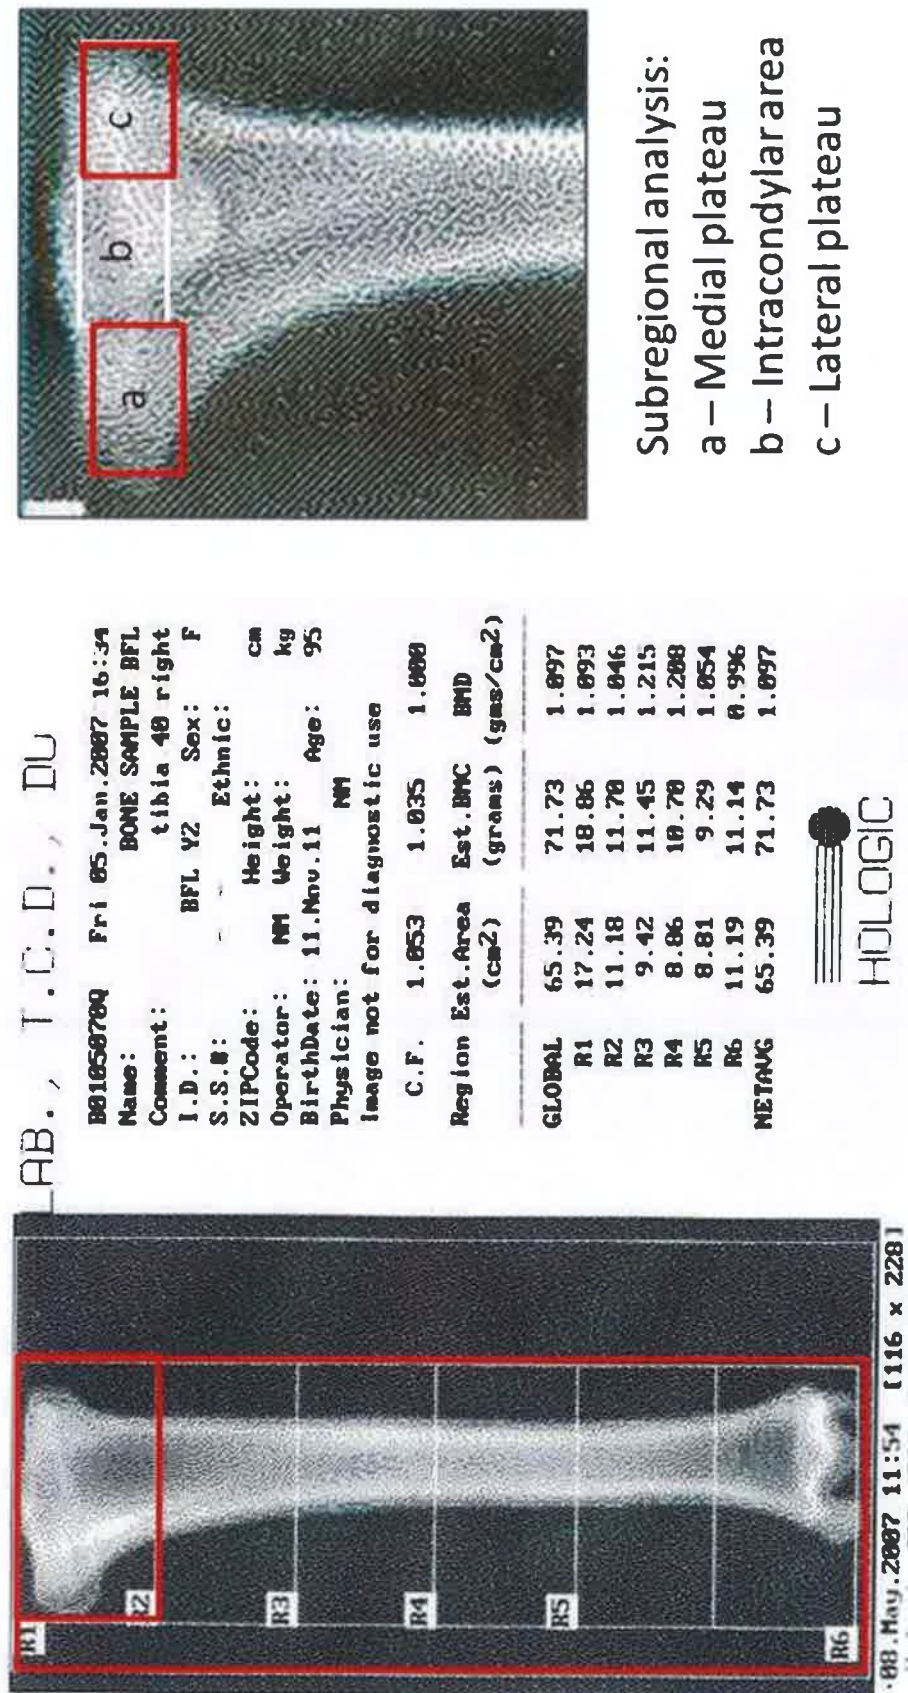 LAB., T.C.D., DU
R1
R2
R3
R4
R5
R6
08.May.2007 11:54 [116 x 228]
B0105070Q Fri 05.Jan.2007 16:34
Name: BONE SAMPLE BFL
Comment: tibia 40 right
I.D.: BFL Y2 Sex: F
S.S.#: - - Ethnic:
ZIPCode: Height: cm
Operator: NM Weight: kg
BirthDate: 11.Nov.11 Age: 95
Physician: NM
Image not for diagnostic use
C.F. 1.053 1.035 1.000
Region Est.Area Est.BMC BMD
(cm2) (grams) (gms/cm2)
GLOBAL 65.39 71.73 1.097
R1 17.24 18.86 1.093
R2 11.18 11.70 1.046
R3 9.42 11.45 1.215
R4 8.86 10.70 1.208
R5 8.81 9.29 1.054
R6 11.19 11.14 0.996
NETAVG 65.39 71.73 1.097
HOLOGIC
a
b
c
Subregional analysis:
a – Medial plateau
b – Intracondylar area
c – Lateral plateau